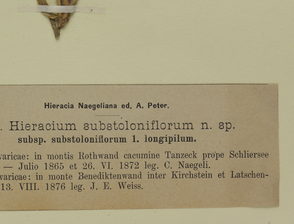 Hieracia Naegeliana ed. A. Peter.
. Hieracium substoloniflorum n. sp.
subsp. substoloniflorum 1. longipilum.
varicae: in montis Rothwand cacumine Tanzeck prope Schliersee
— Julio 1865 et 26. VI. 1872 leg. C. Naegeli.
varicae: in monte Benediktenwand inter Kirchstein et Latschen-
13. VIII. 1876 leg. J. E. Weiss.